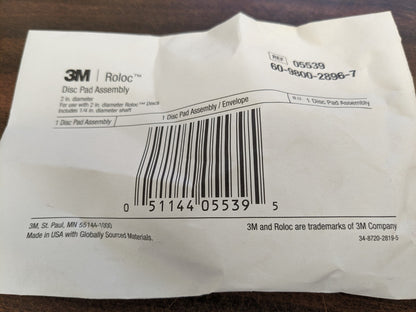 3M | Roloc™
REF 05539
60-9800-2896-7
Disc Pad Assembly
2 in. diameter
For use with 2 in. diameter Roloc™ Discs
Includes 1/4 in. diameter shaft
1 Disc Pad Assembly
1 Disc Pad Assembly / Envelope
1 Disc Pad Assembly
0 51144 05539 5
3M, St. Paul, MN 55144-1000
Made in USA with Globally Sourced Materials.
3M and Roloc are trademarks of 3M Company
34-8720-2819-5